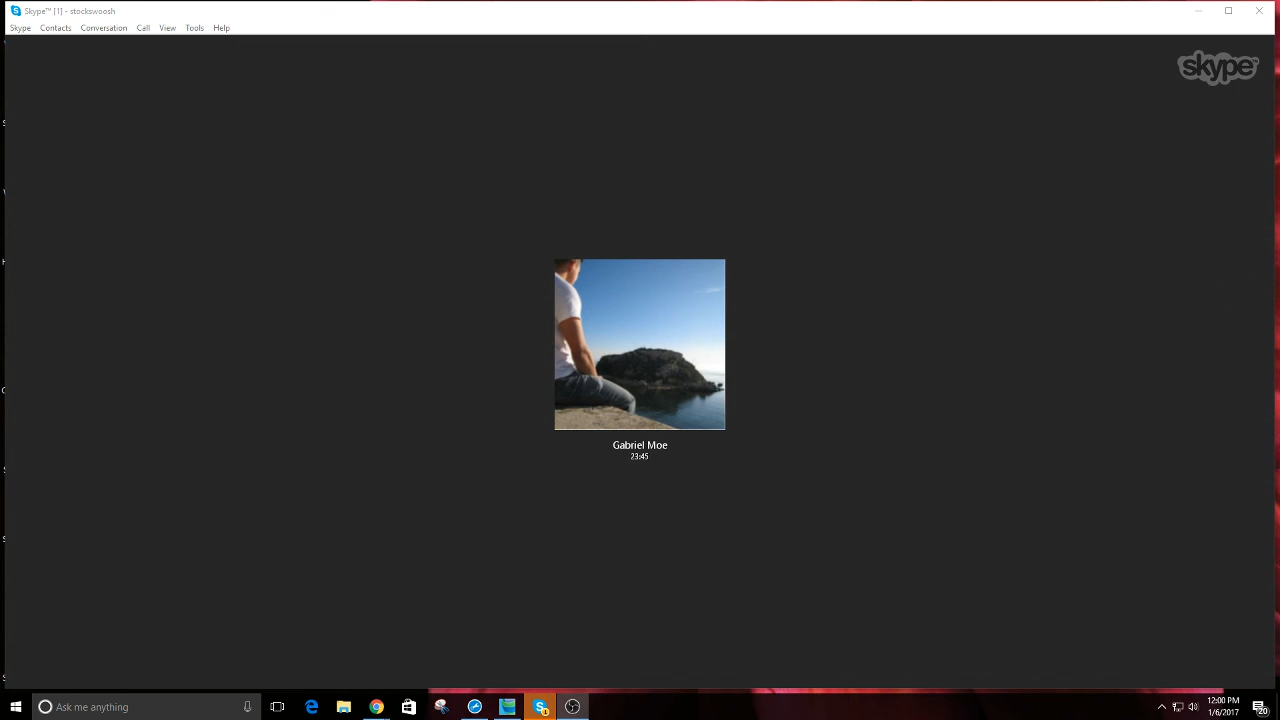 Skype™ [1] - stockswoosh
Skype Contacts Conversation Call View Tools Help
skype™
Gabriel Moe
23:45
Ask me anything
12:00 PM
1/6/2017
20